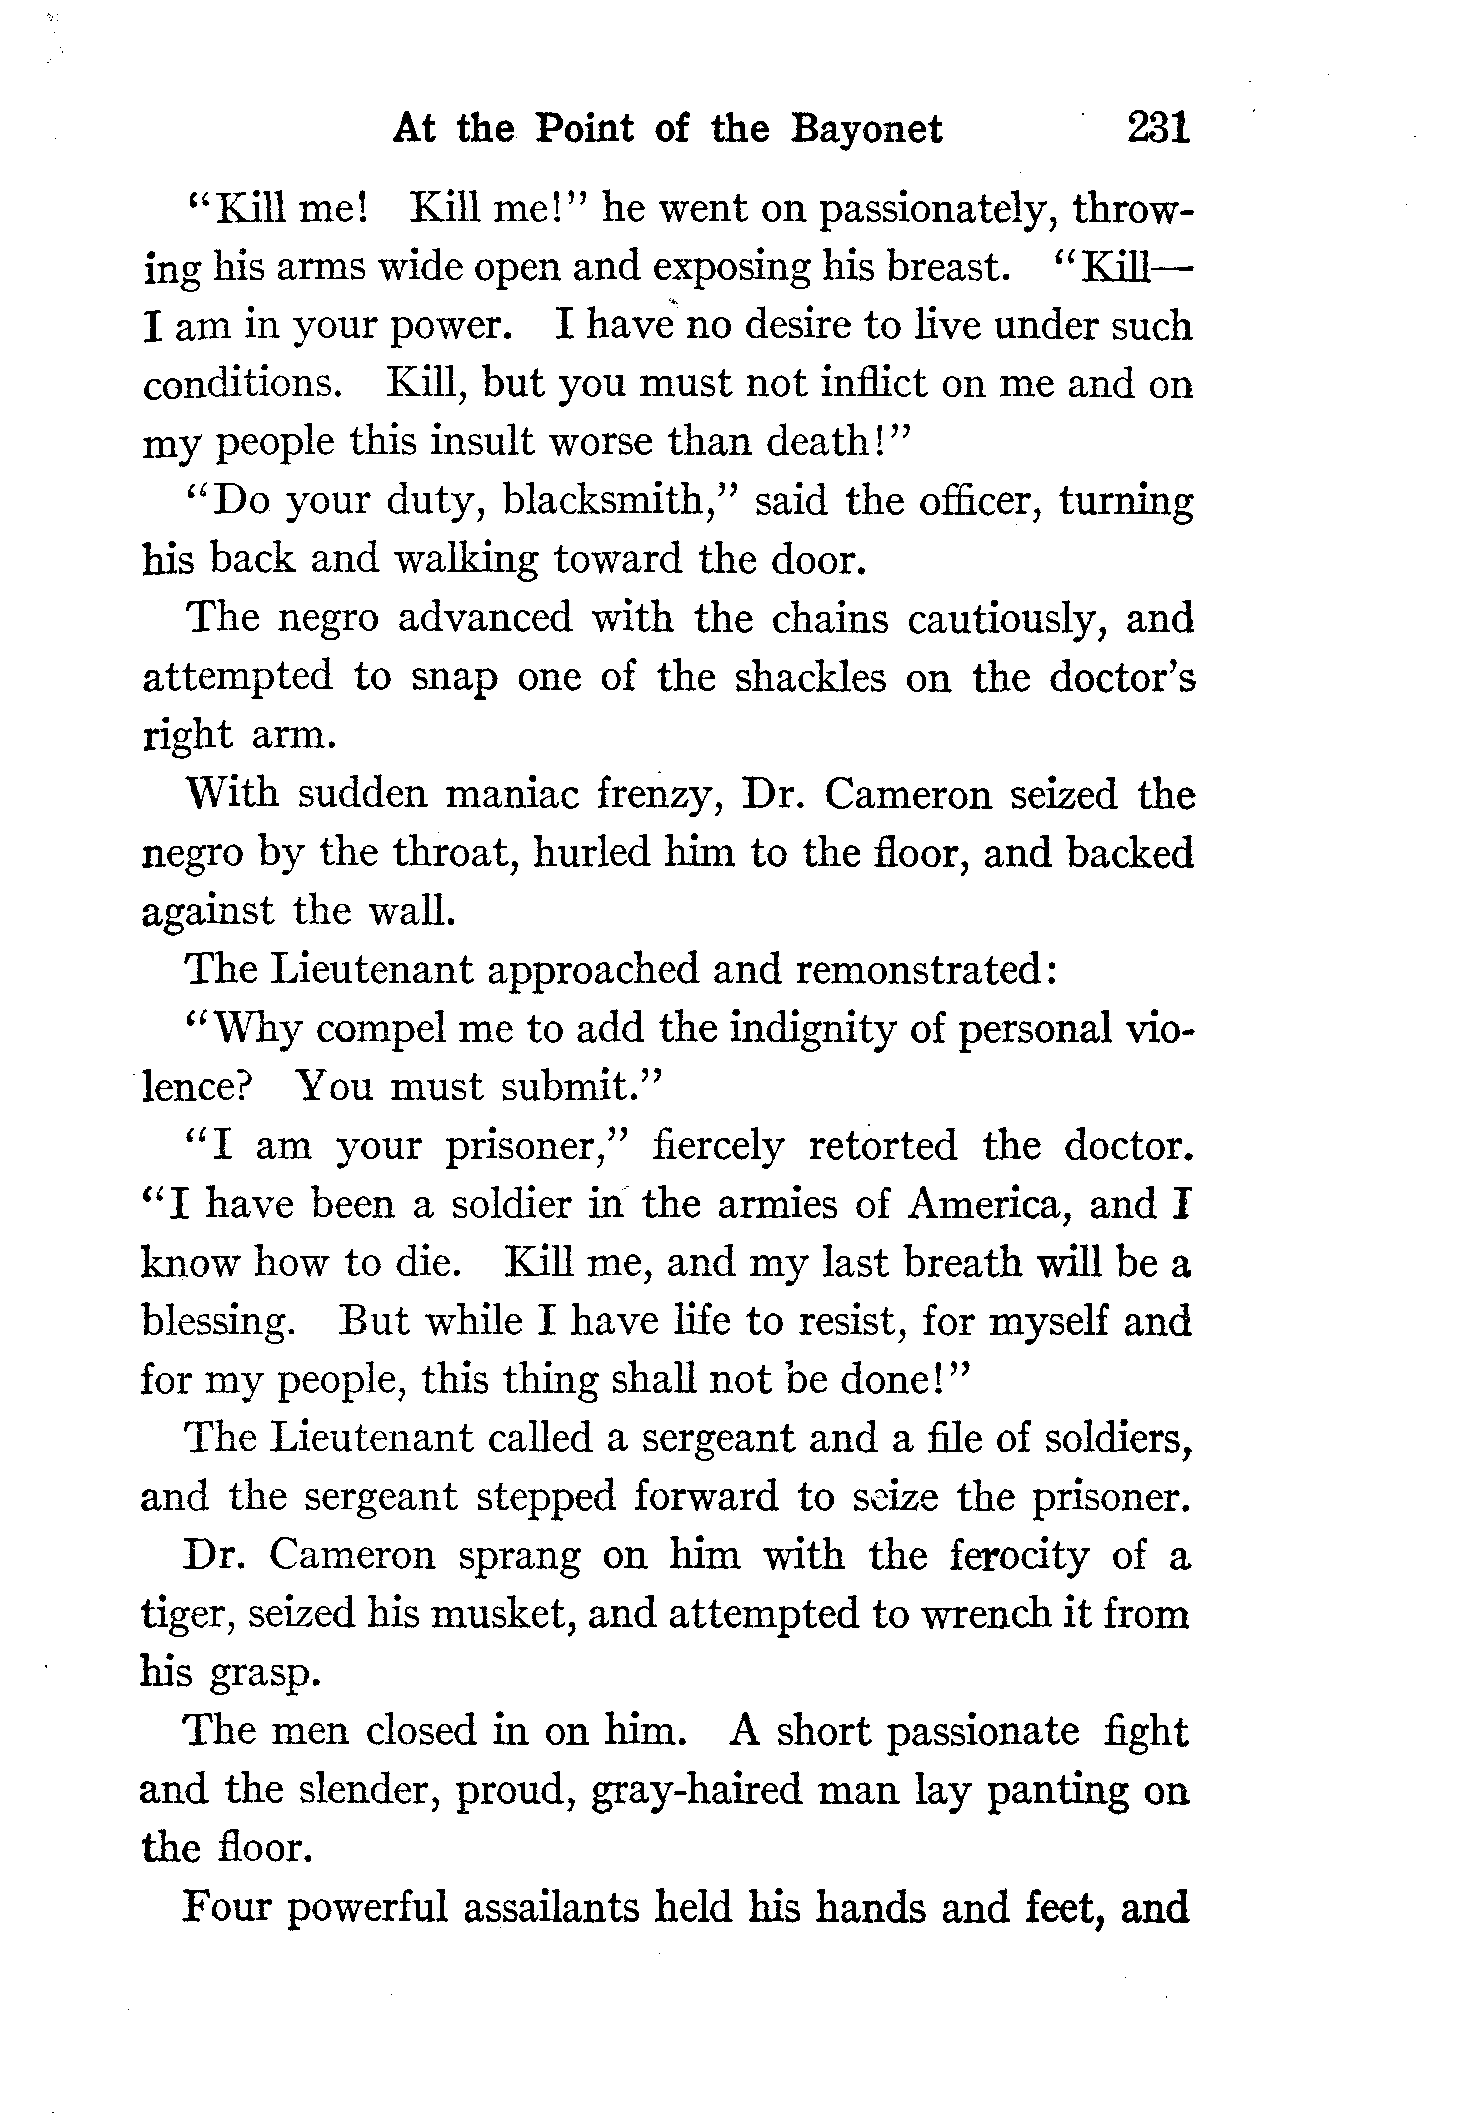 At the Point of the Bayonet 231
“Kill me! Kill me!” he went on passionately, throw-
ing his arms wide open and exposing his breast. “Kill—
I am in your power. I have no desire to live under such
conditions. Kill, but you must not inflict on me and on
my people this insult worse than death!”
“Do your duty, blacksmith,” said the officer, turning
his back and walking toward the door.
The negro advanced with the chains cautiously, and
attempted to snap one of the shackles on the doctor’s
right arm.
With sudden maniac frenzy, Dr. Cameron seized the
negro by the throat, hurled him to the floor, and backed
against the wall.
The Lieutenant approached and remonstrated:
“Why compel me to add the indignity of personal vio-
lence? You must submit.”
“I am your prisoner,” fiercely retorted the doctor.
“I have been a soldier in the armies of America, and I
know how to die. Kill me, and my last breath will be a
blessing. But while I have life to resist, for myself and
for my people, this thing shall not be done!”
The Lieutenant called a sergeant and a file of soldiers,
and the sergeant stepped forward to seize the prisoner.
Dr. Cameron sprang on him with the ferocity of a
tiger, seized his musket, and attempted to wrench it from
his grasp.
The men closed in on him. A short passionate fight
and the slender, proud, gray-haired man lay panting on
the floor.
Four powerful assailants held his hands and feet, and